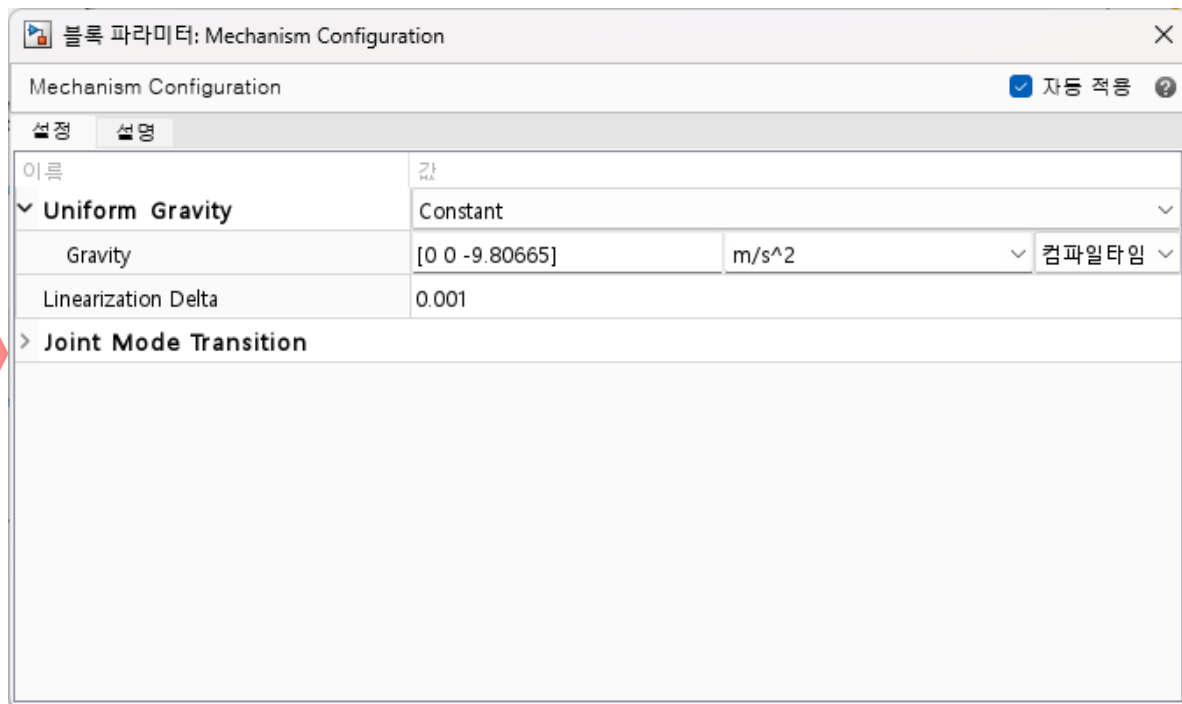 블록 파라미터: Mechanism Configuration
Mechanism Configuration 자동 적용
설정 설명
이름 값
Uniform Gravity Constant
Gravity [0 0 -9.80665] m/s^2 컴파일타임
Linearization Delta 0.001
Joint Mode Transition